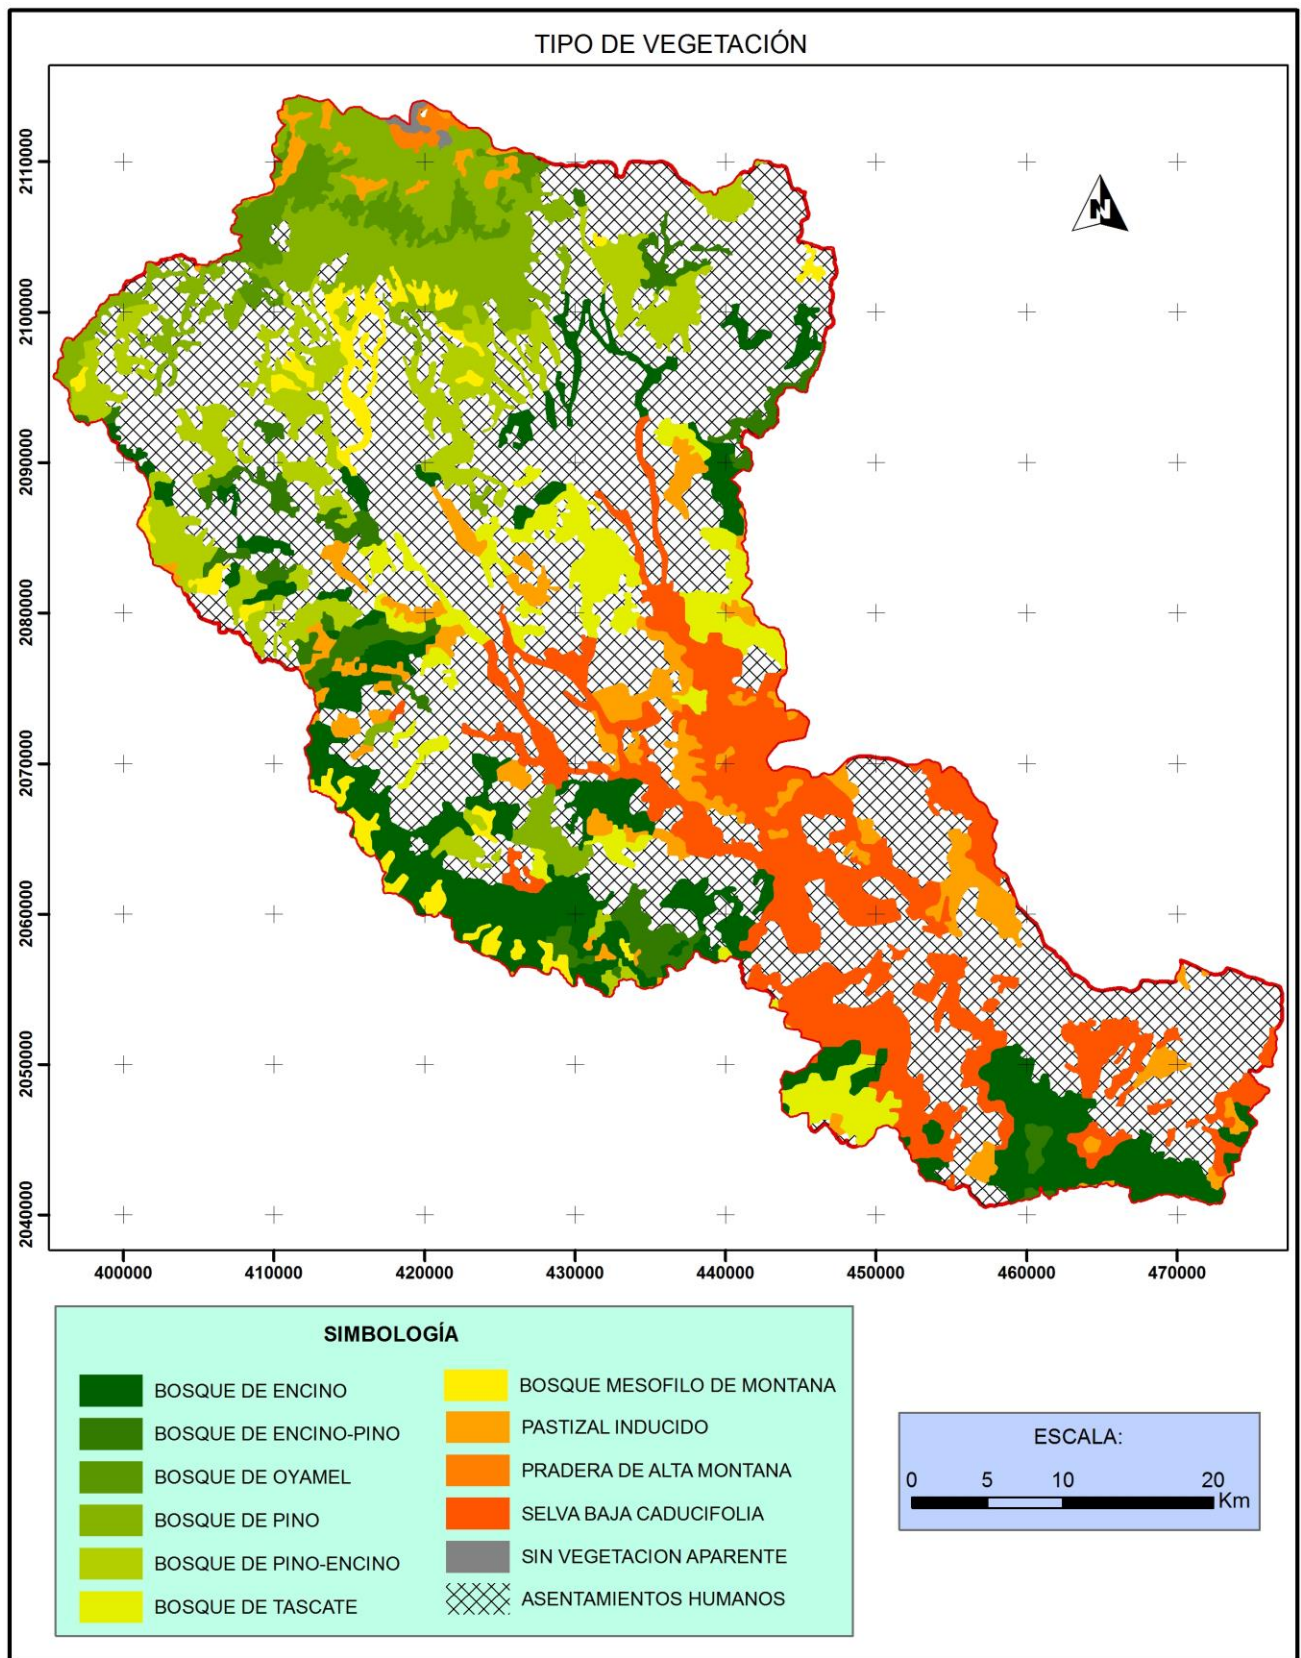 TIPO DE VEGETACIÓN
2110000
2100000
2090000
2080000
2070000
2060000
2050000
2040000
N
400000 410000 420000 430000 440000 450000 460000 470000
SIMBOLOGÍA
BOSQUE DE ENCINO
BOSQUE DE ENCINO-PINO
BOSQUE DE OYAMEL
BOSQUE DE PINO
BOSQUE DE PINO-ENCINO
BOSQUE DE TASCATE
BOSQUE MESOFILO DE MONTANA
PASTIZAL INDUCIDO
PRADERA DE ALTA MONTANA
SELVA BAJA CADUCIFOLIA
SIN VEGETACION APARENTE
ASENTAMIENTOS HUMANOS
ESCALA:
0 5 10 20
Km